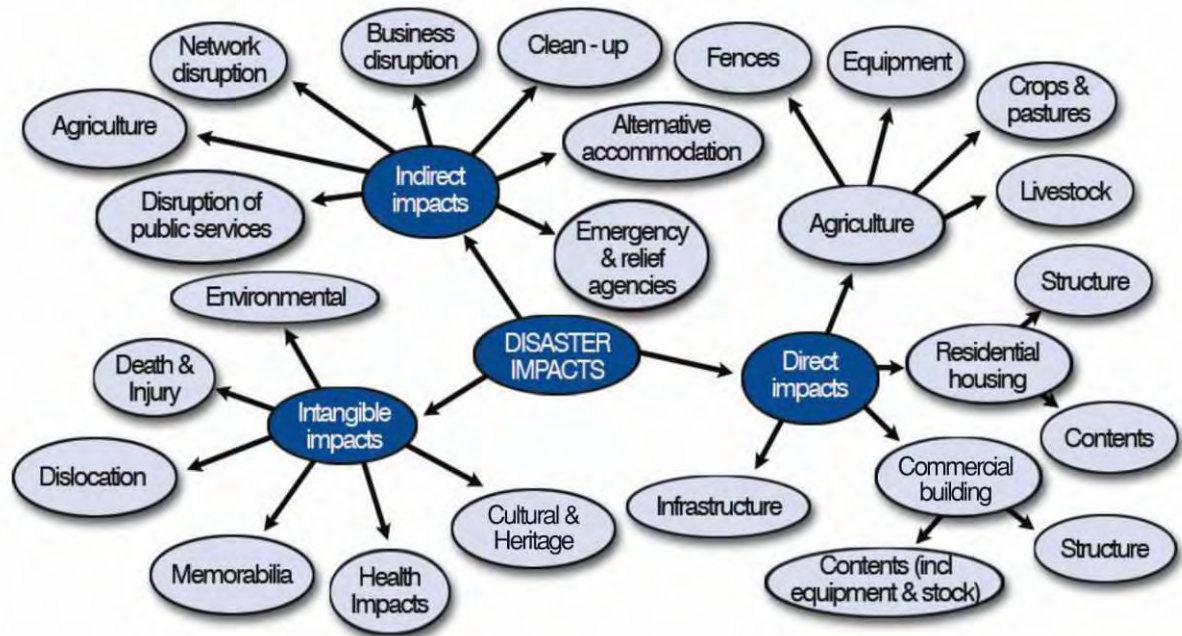 Network
disruption
Business
disruption
Clean - up
Fences
Equipment
Crops &
pastures
Agriculture
Alternative
accommodation
Indirect
impacts
Livestock
Disruption of
public services
Agriculture
Emergency
& relief
agencies
Structure
Environmental
DISASTER
IMPACTS
Direct
impacts
Residential
housing
Death &
Injury
Intangible
impacts
Contents
Dislocation
Commercial
building
Infrastructure
Cultural &
Heritage
Structure
Memorabilia
Health
Impacts
Contents (incl
equipment & stock)